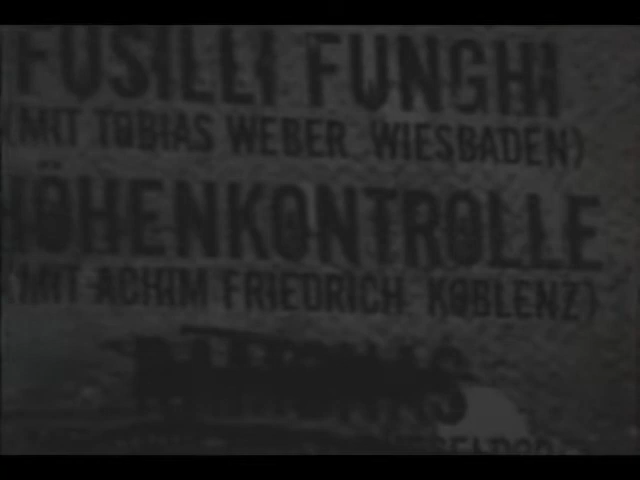 FUSILLI FUNGHI
(MIT TOBIAS WEBER, WIESBADEN)
HÖHENKONTROLLE
(MIT ACHIM FRIEDRICH, KOBLENZ)